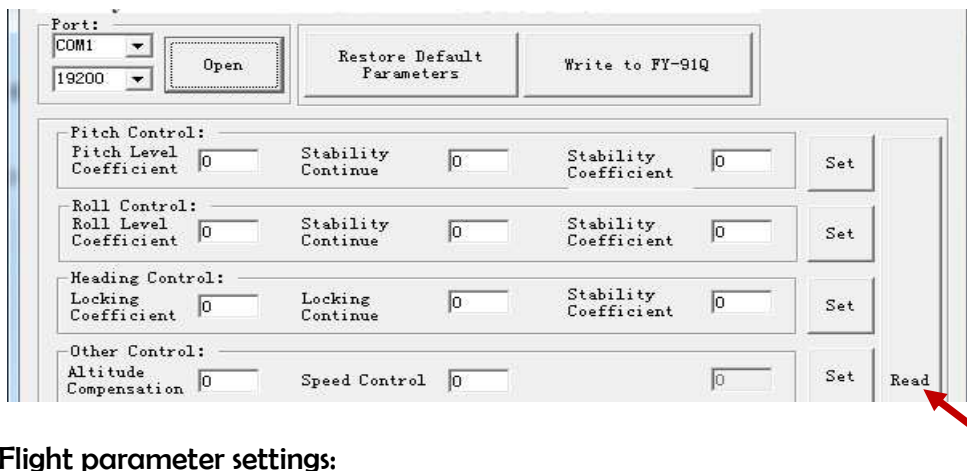 Port:
COM1
19200
Open
Restore Default
Parameters
Write to FY-91Q
Pitch Control:
Pitch Level
Coefficient
0
Stability
Continue
0
Stability
Coefficient
0
Set
Roll Control:
Roll Level
Coefficient
0
Stability
Continue
0
Stability
Coefficient
0
Set
Heading Control:
Locking
Coefficient
0
Locking
Continue
0
Stability
Coefficient
0
Set
Other Control:
Altitude
Compensation
0
Speed Control
0
0
Set
Read
Flight parameter settings: